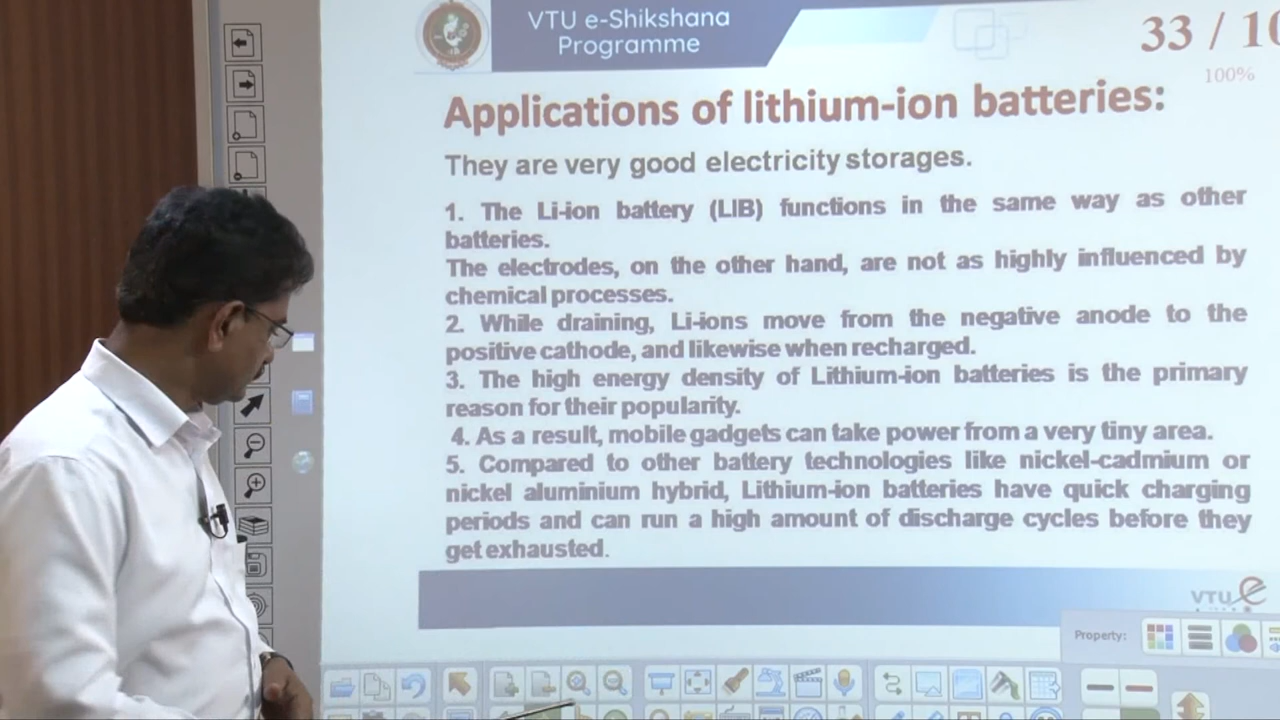 VTU e-Shikshana
Programme
33 / 10
100%
Applications of lithium-ion batteries:
They are very good electricity storages.
1. The Li-ion battery (LIB) functions in the same way as other
batteries.
The electrodes, on the other hand, are not as highly influenced by
chemical processes.
2. While draining, Li-ions move from the negative anode to the
positive cathode, and likewise when recharged.
3. The high energy density of Lithium-ion batteries is the primary
reason for their popularity.
4. As a result, mobile gadgets can take power from a very tiny area.
5. Compared to other battery technologies like nickel-cadmium or
nickel aluminium hybrid, Lithium-ion batteries have quick charging
periods and can run a high amount of discharge cycles before they
get exhausted.
VTU e
Property: